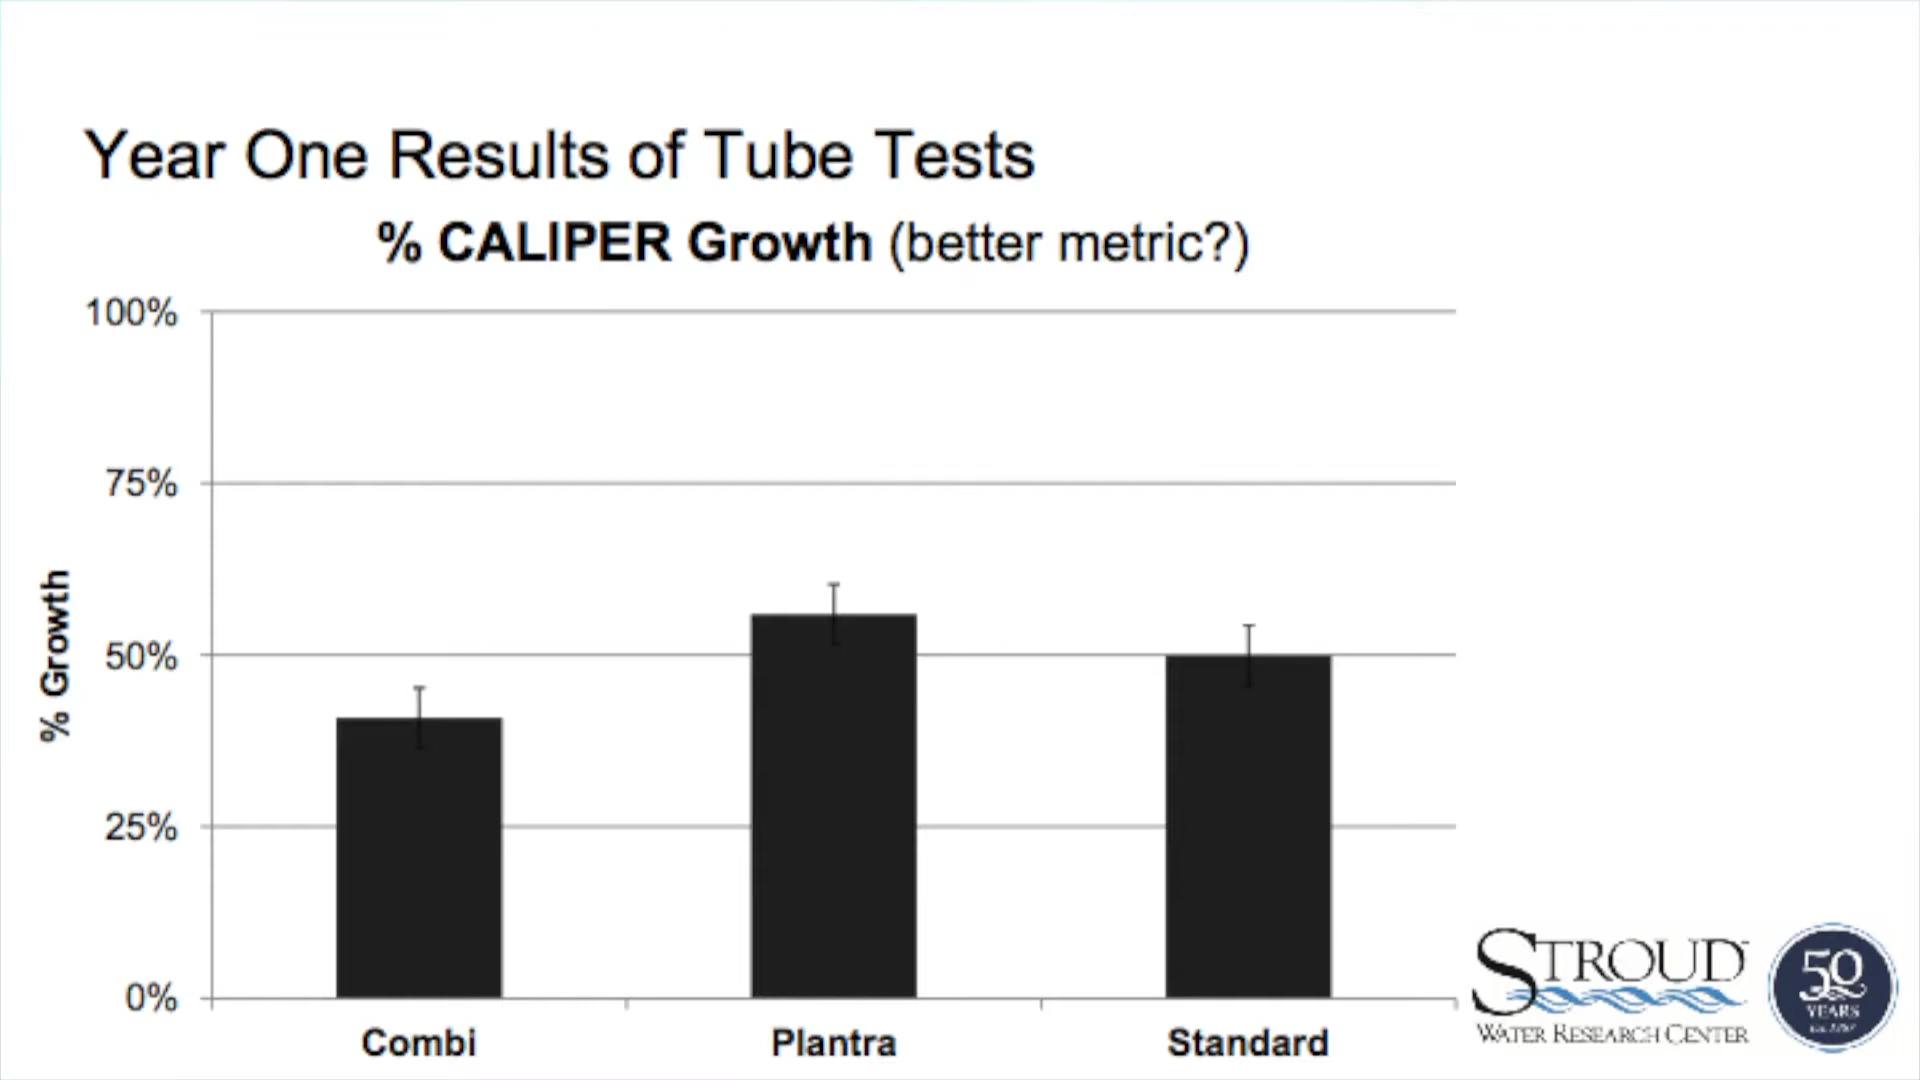 Year One Results of Tube Tests
% CALIPER Growth (better metric?)
100%
75%
50%
25%
0%
% Growth
Combi
Plantra
Standard
STROUD
WATER RESEARCH CENTER
50
YEARS